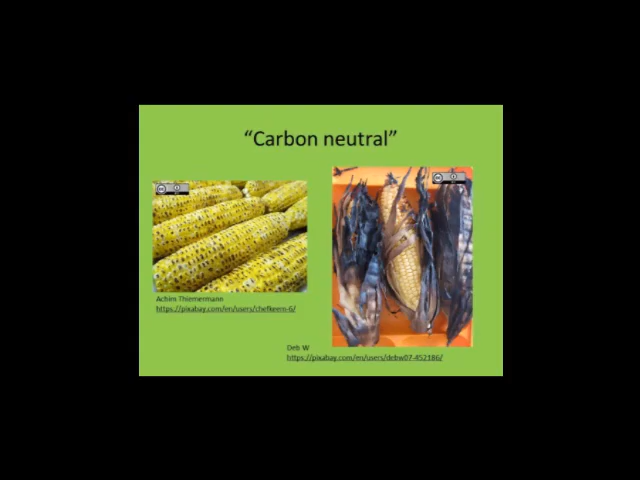 “Carbon neutral”
Achim Thiemermann
https://pixabay.com/en/users/chefkeem-6/
Deb W
https://pixabay.com/en/users/debw07-452186/